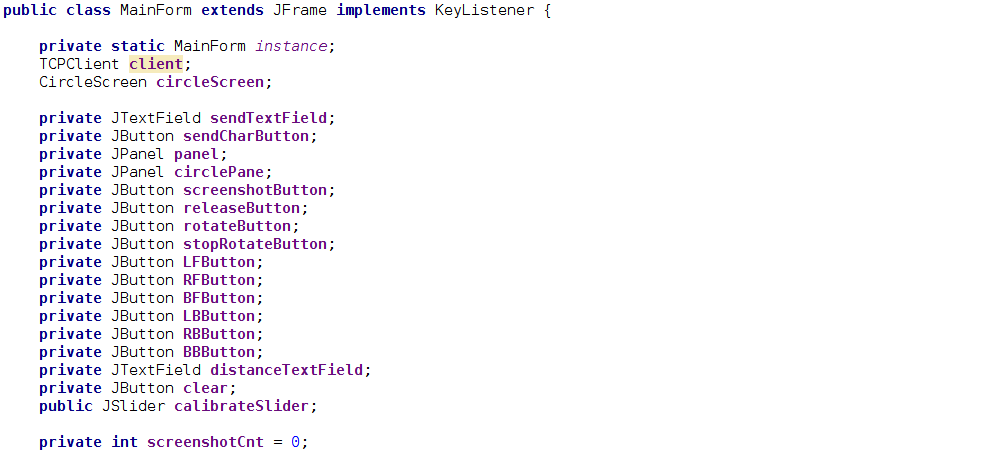 public class MainForm extends JFrame implements KeyListener {
private static MainForm instance;
TCPClient client;
CircleScreen circleScreen;
private JTextField sendTextField;
private JButton sendCharButton;
private JPanel panel;
private JPanel circlePane;
private JButton screenshotButton;
private JButton releaseButton;
private JButton rotateButton;
private JButton stopRotateButton;
private JButton LFButton;
private JButton RFButton;
private JButton BFButton;
private JButton LBButton;
private JButton RBButton;
private JButton BBButton;
private JTextField distanceTextField;
private JButton clear;
public JSlider calibrateSlider;
private int screenshotCnt = 0;